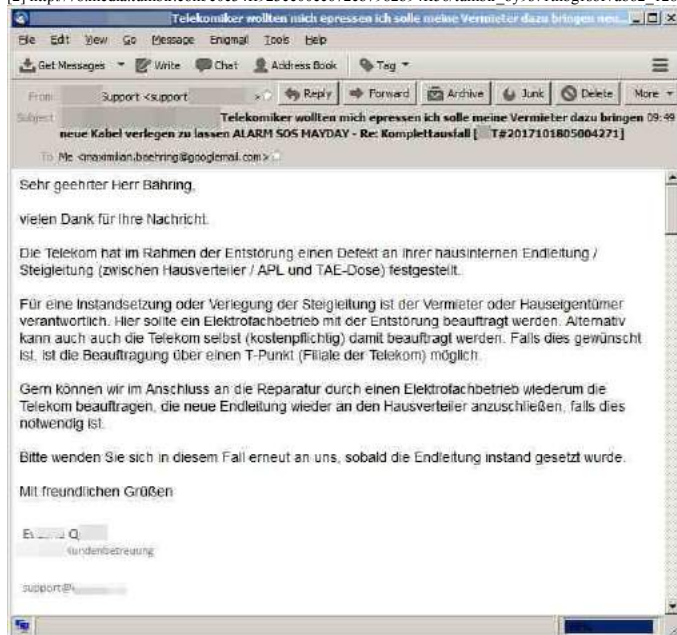 Telekomiker wollten mich epressen ich solle meine Vermieter dazu bringen neu...
File Edit View Go Message Enigmail Tools Help
Get Messages Write Chat Address Book Tag
From Support <support > Reply Forward Archive Junk Delete More
Subject Telekomiker wollten mich epressen ich solle meine Vermieter dazu bringen 09:49
neue Kabel verlegen zu lassen ALARM SOS MAYDAY - Re: Komplettausfall [ T#2017101805004271]
To Me <maximilian.baehring@googlemail.com>
Sehr geehrter Herr Bähring,
vielen Dank für Ihre Nachricht.
Die Telekom hat im Rahmen der Entstörung einen Defekt an Ihrer hausinternen Endleitung /
Steigleitung (zwischen Hausverteiler / APL und TAE-Dose) festgestellt.
Für eine Instandsetzung oder Verlegung der Steigleitung ist der Vermieter oder Hauseigentümer
verantwortlich. Hier sollte ein Elektrofachbetrieb mit der Entstörung beauftragt werden. Alternativ
kann auch auch die Telekom selbst (kostenpflichtig) damit beauftragt werden. Falls dies gewünscht
ist, ist die Beauftragung über einen T-Punkt (Filiale der Telekom) möglich.
Gern können wir im Anschluss an die Reparatur durch einen Elektrofachbetrieb wiederum die
Telekom beauftragen, die neue Endleitung wieder an den Hausverteiler anzuschließen, falls dies
notwendig ist.
Bitte wenden Sie sich in diesem Fall erneut an uns, sobald die Endleitung instand gesetzt wurde.
Mit freundlichen Grüßen
Kundenbetreuung
support@